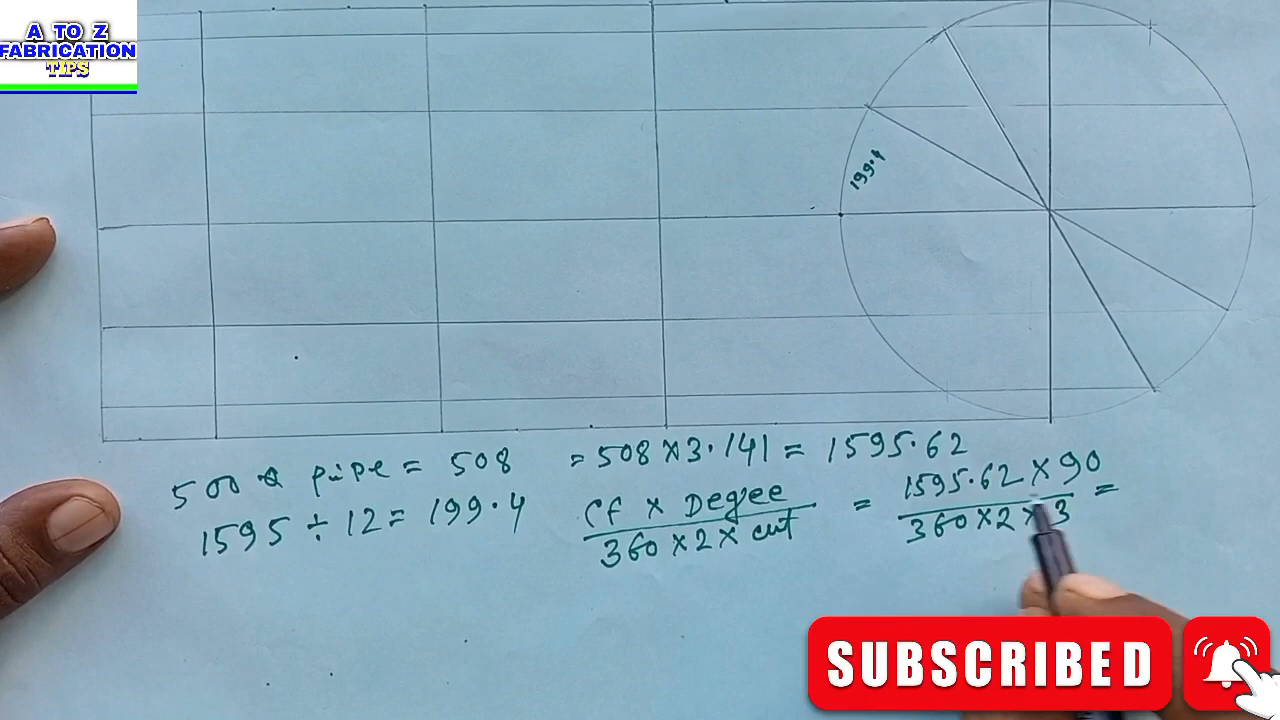 A TO Z
FABRICATION
TIPS
199.4
500 pipe = 508 = 508 × 3.141 = 1595.62
1595 ÷ 12 = 199.4
Cf × Degree / 360 × 2 × cut = 1595.62 × 90 / 360 × 2 × 3 =
SUBSCRIBED